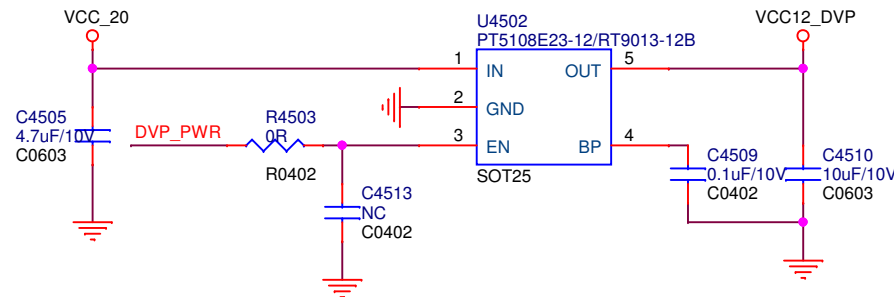 VCC_20
U4502
PT5108E23-12/RT9013-12B
VCC12_DVP
1
IN
OUT
5
2
GND
C4505
4.7uF/10V
C0603
DVP_PWR
R4503
0R
R0402
3
EN
BP
4
SOT25
C4513
NC
C0402
C4509
0.1uF/10V
C0402
C4510
10uF/10V
C0603